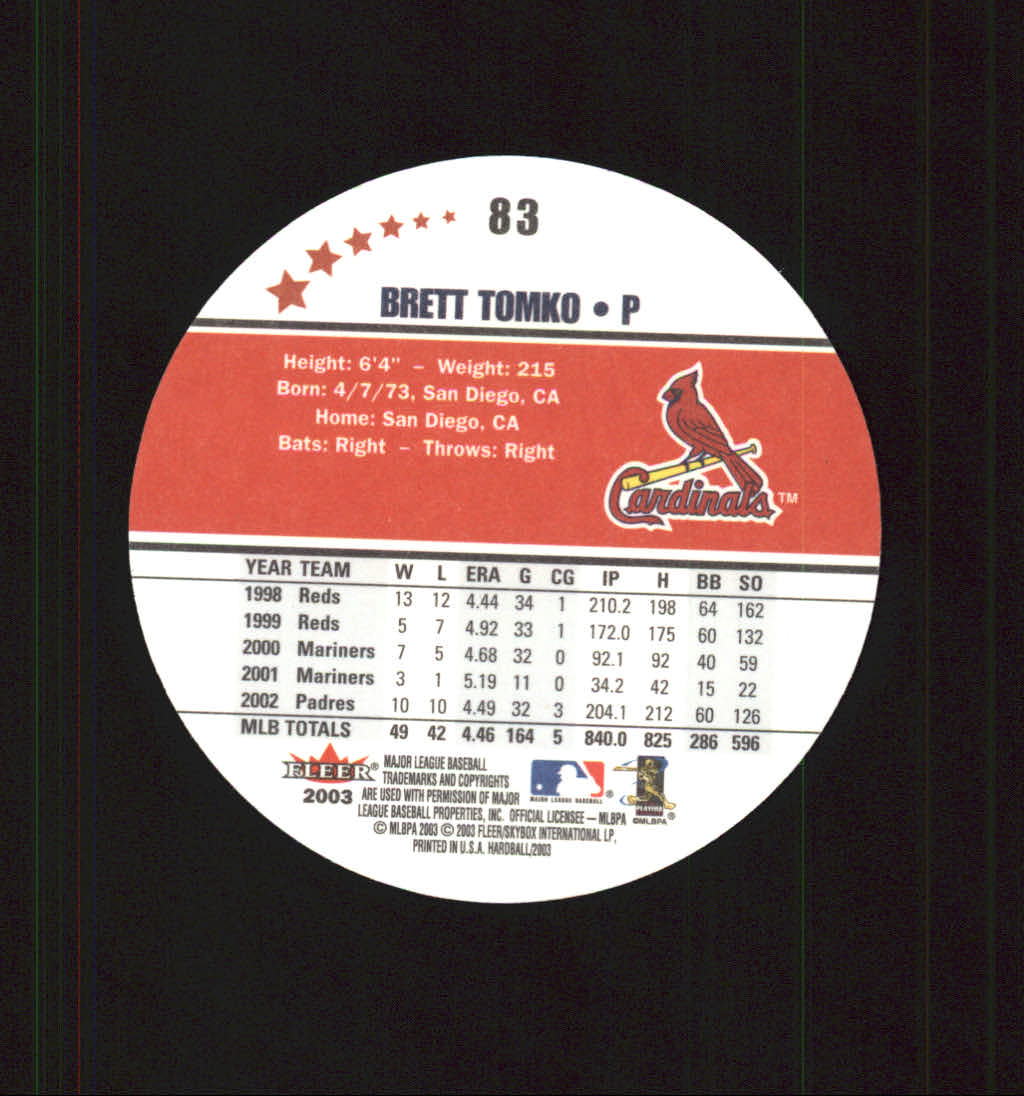 83
BRETT TOMKO • P
Height: 6'4" – Weight: 215
Born: 4/7/73, San Diego, CA
Home: San Diego, CA
Bats: Right – Throws: Right
Cardinals™
YEAR TEAM W L ERA G CG IP H BB SO
1998 Reds 13 12 4.44 34 1 210.2 198 64 162
1999 Reds 5 7 4.92 33 1 172.0 175 60 132
2000 Mariners 7 5 4.68 32 0 92.1 92 40 59
2001 Mariners 3 1 5.19 11 0 34.2 42 15 22
2002 Padres 10 10 4.49 32 3 204.1 212 60 126
MLB TOTALS 49 42 4.46 164 5 840.0 825 286 596
FLEER®
2003
MAJOR LEAGUE BASEBALL
TRADEMARKS AND COPYRIGHTS
ARE USED WITH PERMISSION OF MAJOR
LEAGUE BASEBALL PROPERTIES, INC. OFFICIAL LICENSEE – MLBPA
© MLBPA 2003 © 2003 FLEER/SKYBOX INTERNATIONAL LP,
PRINTED IN U.S.A. HARDBALL/2003
MAJOR LEAGUE BASEBALL®
PLAYERS
©MLBPA®